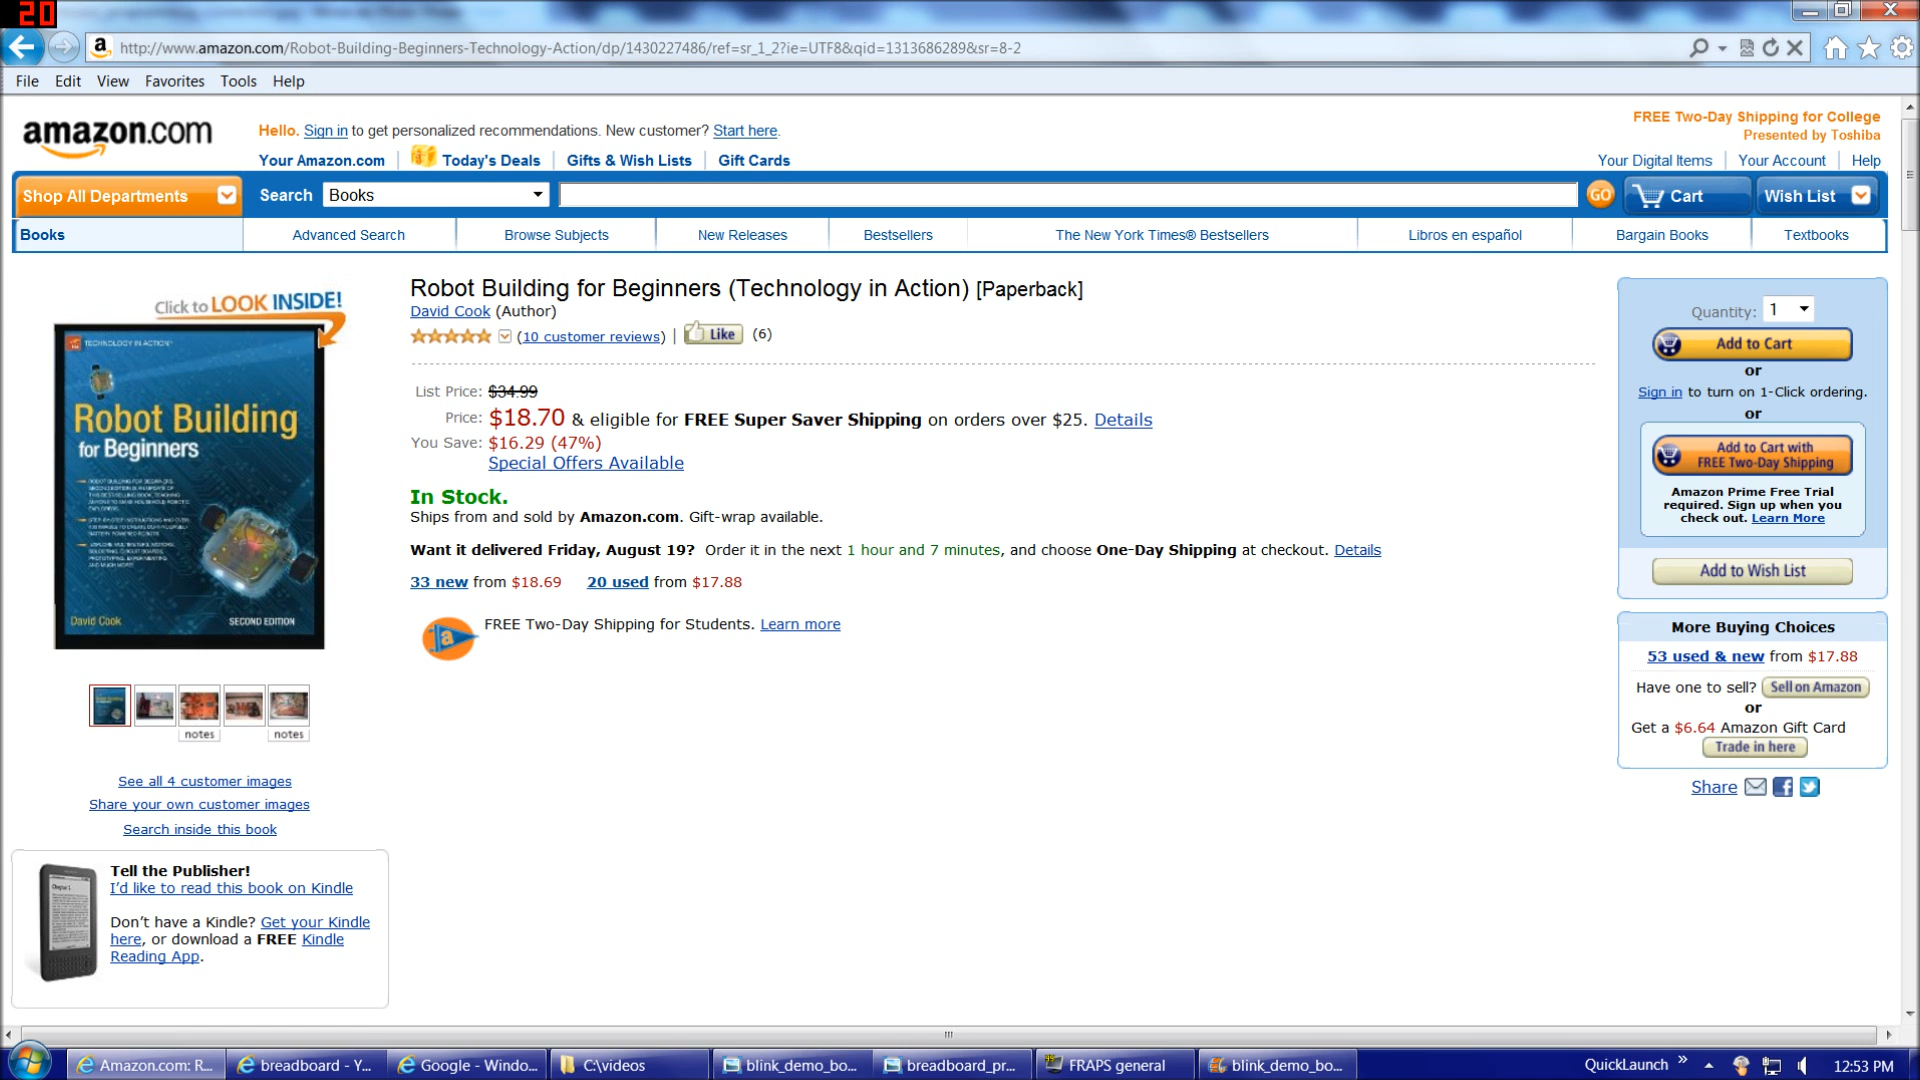 20
http://www.amazon.com/Robot-Building-Beginners-Technology-Action/dp/1430227486/ref=sr_1_2?ie=UTF8&qid=1313686289&sr=8-2
File Edit View Favorites Tools Help
amazon.com
Hello. Sign in to get personalized recommendations. New customer? Start here.
FREE Two-Day Shipping for College
Presented by Toshiba
Your Amazon.com Today's Deals Gifts & Wish Lists Gift Cards
Your Digital Items Your Account Help
Shop All Departments Search Books GO Cart Wish List
Books Advanced Search Browse Subjects New Releases Bestsellers The New York Times® Bestsellers Libros en español Bargain Books Textbooks
Click to LOOK INSIDE!
TECHNOLOGY IN ACTION™
Robot Building
for Beginners
David Cook SECOND EDITION
notes notes
See all 4 customer images
Share your own customer images
Search inside this book
Tell the Publisher!
I'd like to read this book on Kindle
Don't have a Kindle? Get your Kindle
here, or download a FREE Kindle
Reading App.
Robot Building for Beginners (Technology in Action) [Paperback]
David Cook (Author)
(10 customer reviews) | Like (6)
List Price: $34.99
Price: $18.70 & eligible for FREE Super Saver Shipping on orders over $25. Details
You Save: $16.29 (47%)
Special Offers Available
In Stock.
Ships from and sold by Amazon.com. Gift-wrap available.
Want it delivered Friday, August 19? Order it in the next 1 hour and 7 minutes, and choose One-Day Shipping at checkout. Details
33 new from $18.69 20 used from $17.88
a FREE Two-Day Shipping for Students. Learn more
Quantity: 1
Add to Cart
or
Sign in to turn on 1-Click ordering.
or
Add to Cart with
FREE Two-Day Shipping
Amazon Prime Free Trial
required. Sign up when you
check out. Learn More
Add to Wish List
More Buying Choices
53 used & new from $17.88
Have one to sell? Sell on Amazon
or
Get a $6.64 Amazon Gift Card
Trade in here
Share
Amazon.com: R... breadboard - Y... Google - Windo... C:\videos blink_demo_bo... breadboard_pr... FRAPS general blink_demo_bo... QuickLaunch » 12:53 PM